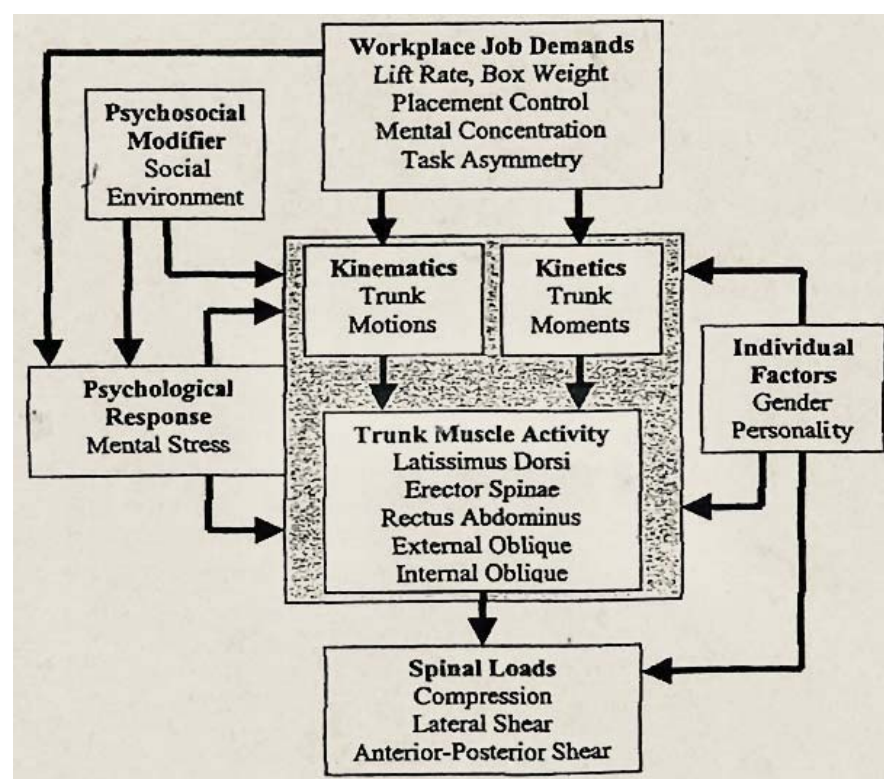 Workplace Job Demands
Lift Rate, Box Weight
Placement Control
Mental Concentration
Task Asymmetry
Psychosocial
Modifier
Social
Environment
Kinematics
Trunk
Motions
Kinetics
Trunk
Moments
Psychological
Response
Mental Stress
Individual
Factors
Gender
Personality
Trunk Muscle Activity
Latissimus Dorsi
Erector Spinae
Rectus Abdominus
External Oblique
Internal Oblique
Spinal Loads
Compression
Lateral Shear
Anterior-Posterior Shear